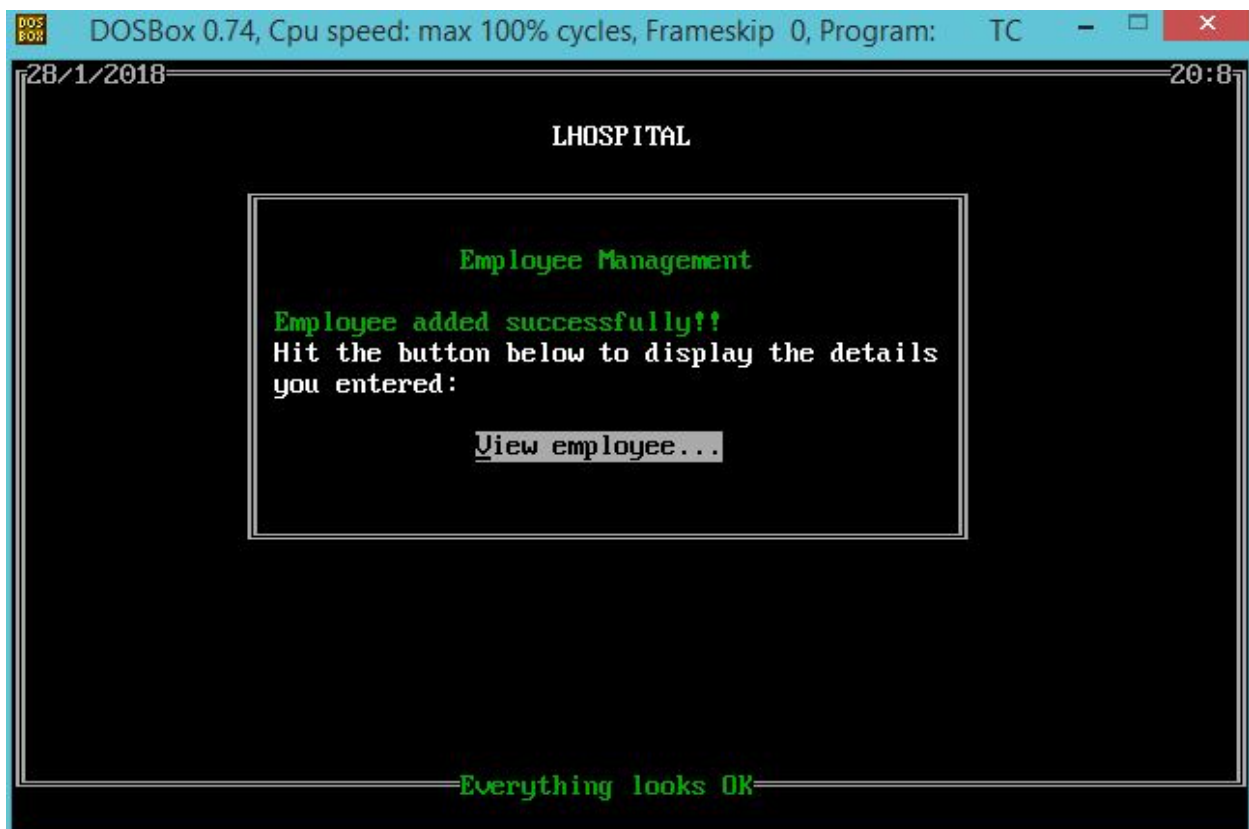 DOS BOX DOSBox 0.74, Cpu speed: max 100% cycles, Frameskip 0, Program: TC
28/1/2018 20:8
LHOSPITAL
Employee Management
Employee added successfully!!
Hit the button below to display the details
you entered:
View employee...
Everything looks OK